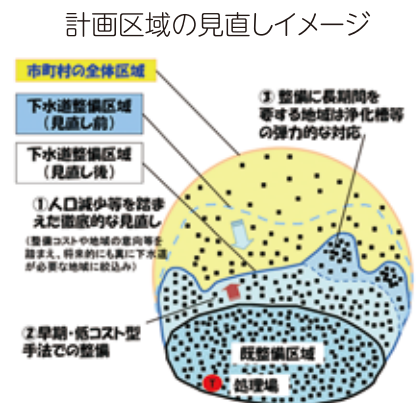 計画区域の見直しイメージ
市町村の全体区域
下水道整備区域
（見直し前）
下水道整備区域
（見直し後）
①人口減少等を踏ま
えた徹底的な見直し
（整備コストや地域の意向等を
踏まえ、将来的にも真に下水道
が必要な地域に絞込み）
②早期・低コスト型
手法での整備
③ 整備に長期間を
要する地域は浄化槽等
の弾力的な対応
既整備区域
処理場